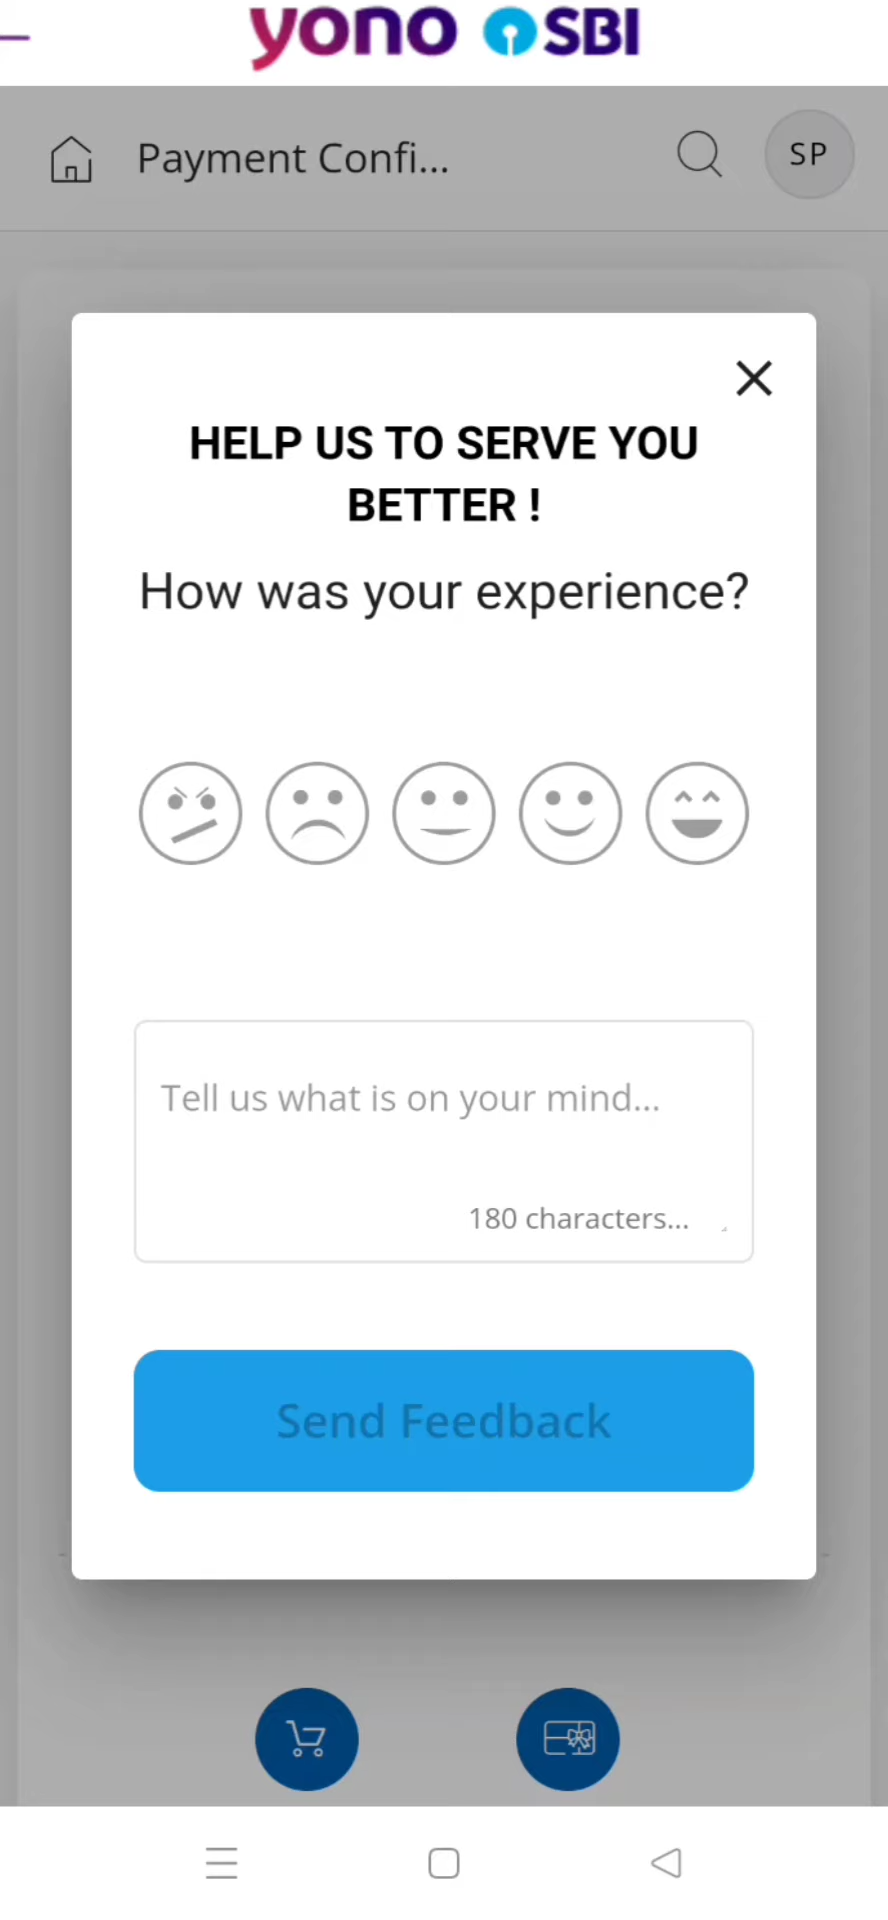 yono SBI
Payment Confi...
SP
HELP US TO SERVE YOU
BETTER !
How was your experience?
Tell us what is on your mind...
180 characters...
Send Feedback